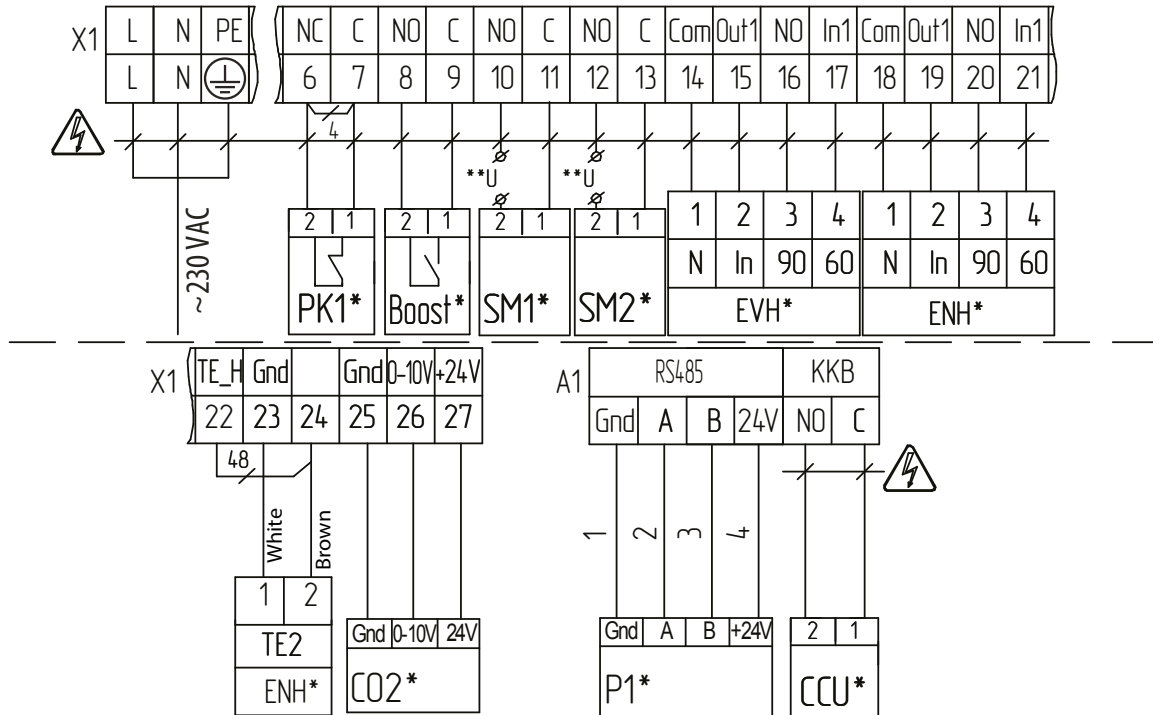 X1 L N PE NC C NO C NO C NO C Com Out1 NO In1 Com Out1 NO In1
L N 6 7 8 9 10 11 12 13 14 15 16 17 18 19 20 21
4
**U **U
~230 VAC
2 1 2 1 2 1 2 1 1 2 3 4 1 2 3 4
N In 90 60 N In 90 60
PK1* Boost* SM1* SM2* EVH* ENH*
X1 TE_H Gnd Gnd 0-10V +24V
22 23 24 25 26 27
48
White
Brown
1 2
TE2
ENH*
Gnd 0-10V 24V
CO2*
A1 RS485 KKB
Gnd A B 24V NO C
1 2 3 4
Gnd A B +24V 2 1
P1* CCU*